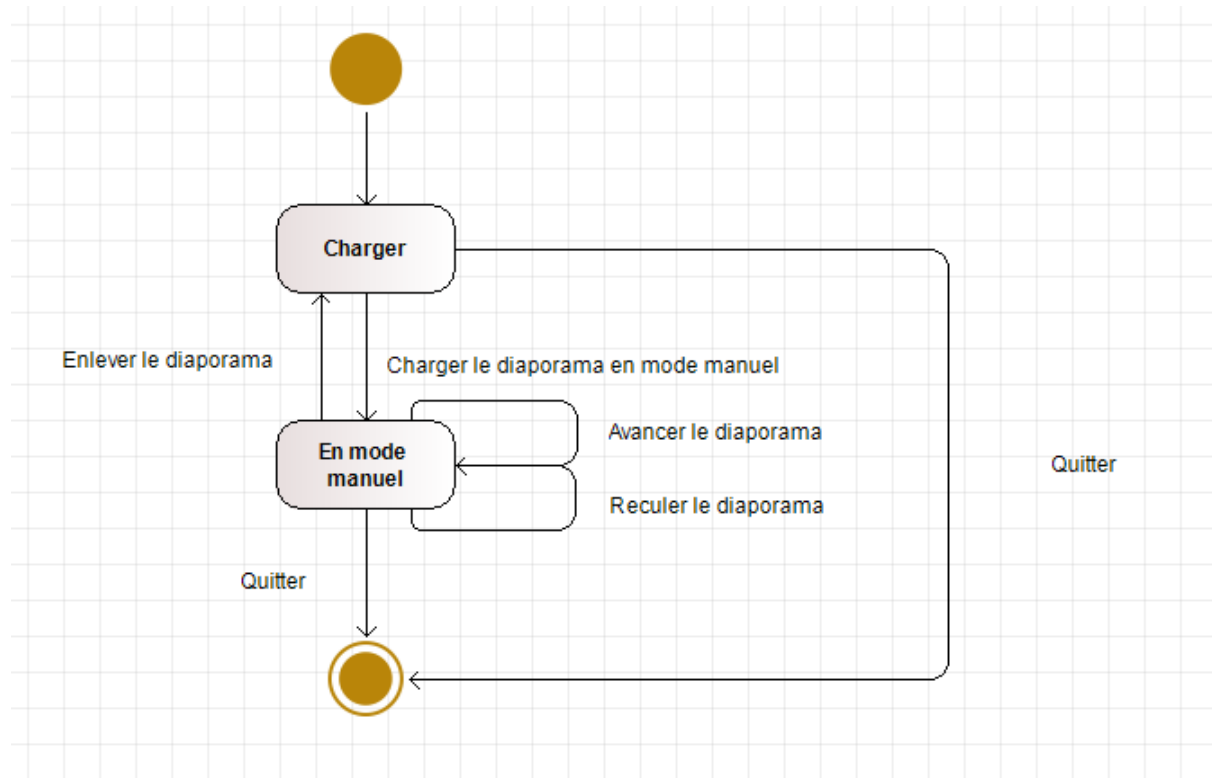 Charger
Enlever le diaporama
Charger le diaporama en mode manuel
En mode
manuel
Avancer le diaporama
Quitter
Reculer le diaporama
Quitter